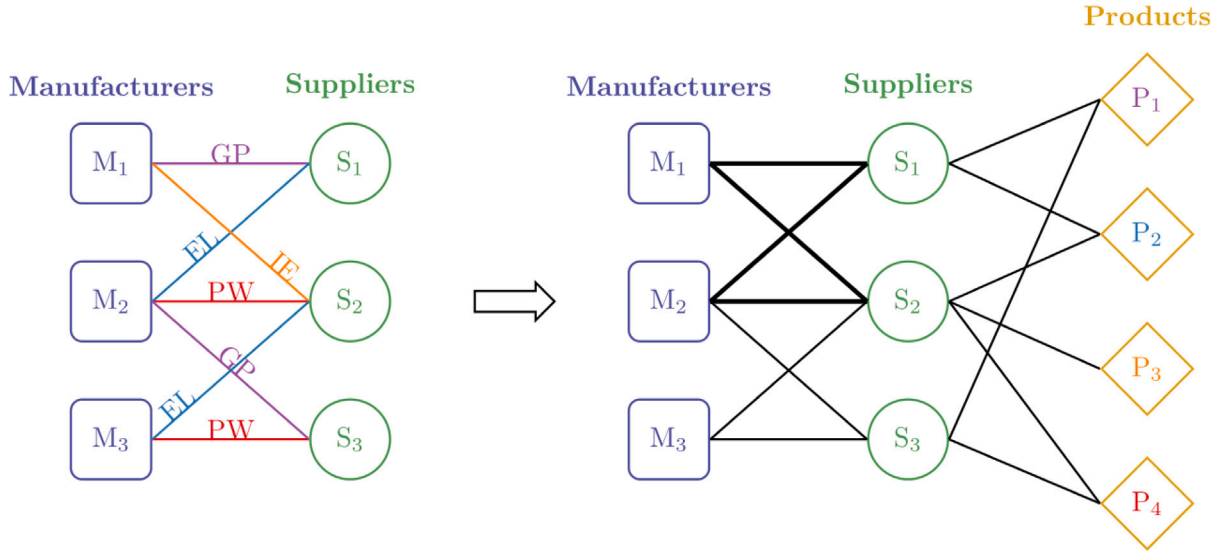 Products
Manufacturers Suppliers
Manufacturers Suppliers
P₁
M₁ GP S₁
M₁ S₁
EL IE
P₂
M₂ PW S₂
M₂ S₂
GP
P₃
EL
M₃ PW S₃
M₃ S₃
P₄